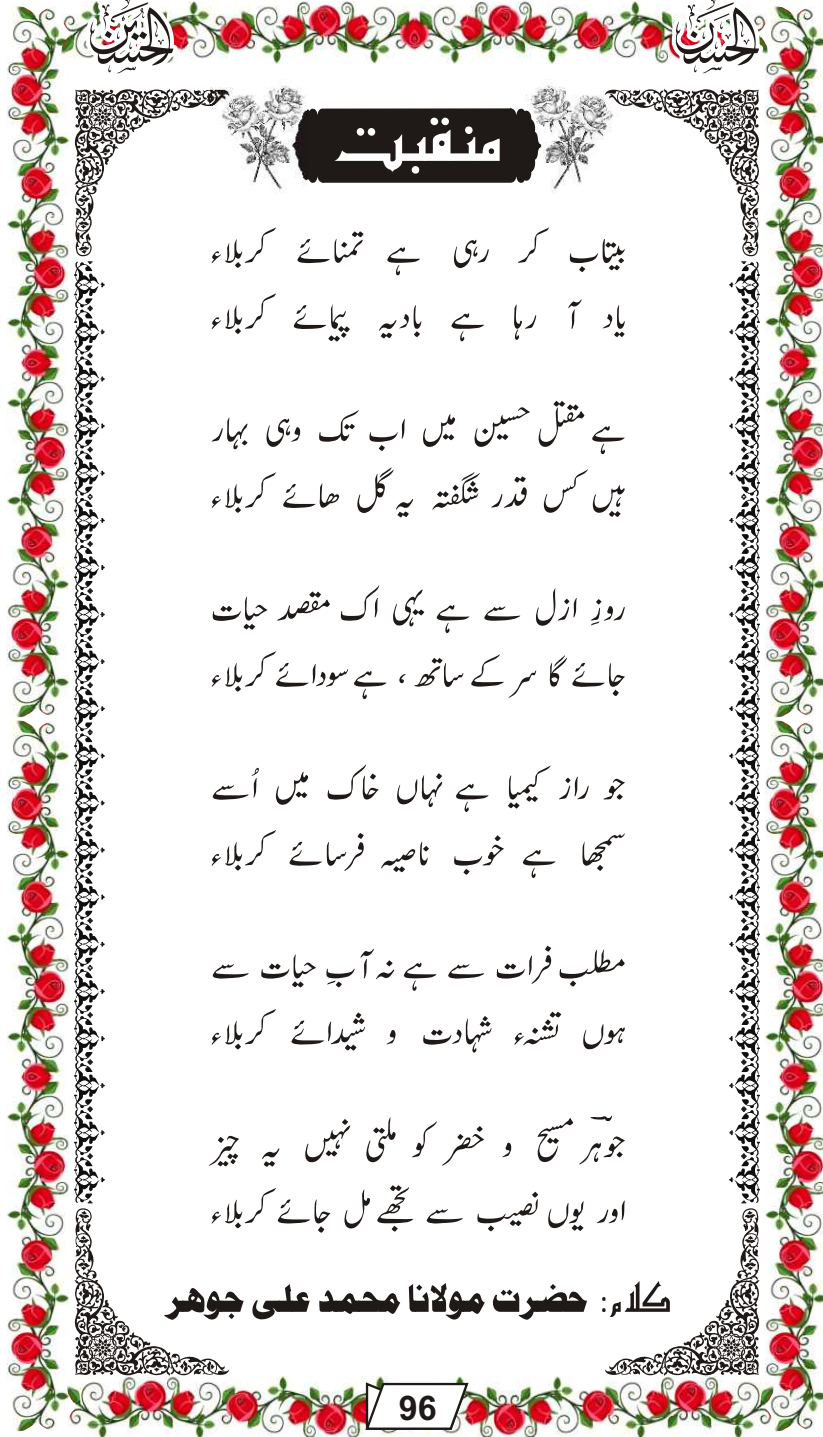 الحسین
الحسن
منقبت
بیتاب کر رہی ہے تمنائے کربلاء
یاد آ رہا ہے بادیہ پیمائے کربلاء
ہے مقتل حسین میں اب تک وہی بہار
ہیں کس قدر شگفتہ یہ گل ھائے کربلاء
روزِ ازل سے ہے یہی اک مقصد حیات
جائے گا سر کے ساتھ ، ہے سودائے کربلاء
جو راز کیمیا ہے نہاں خاک میں اُسے
سمجھا ہے خوب ناصیہ فرسائے کربلاء
مطلب فرات سے ہے نہ آبِ حیات سے
ہوں تشنہء شہادت و شیدائے کربلاء
جوہرؔ مسیح و خضر کو ملتی نہیں یہ چیز
اور یوں نصیب سے تجھے مل جائے کربلاء
کلام: حضرت مولانا محمد علی جوھر
96